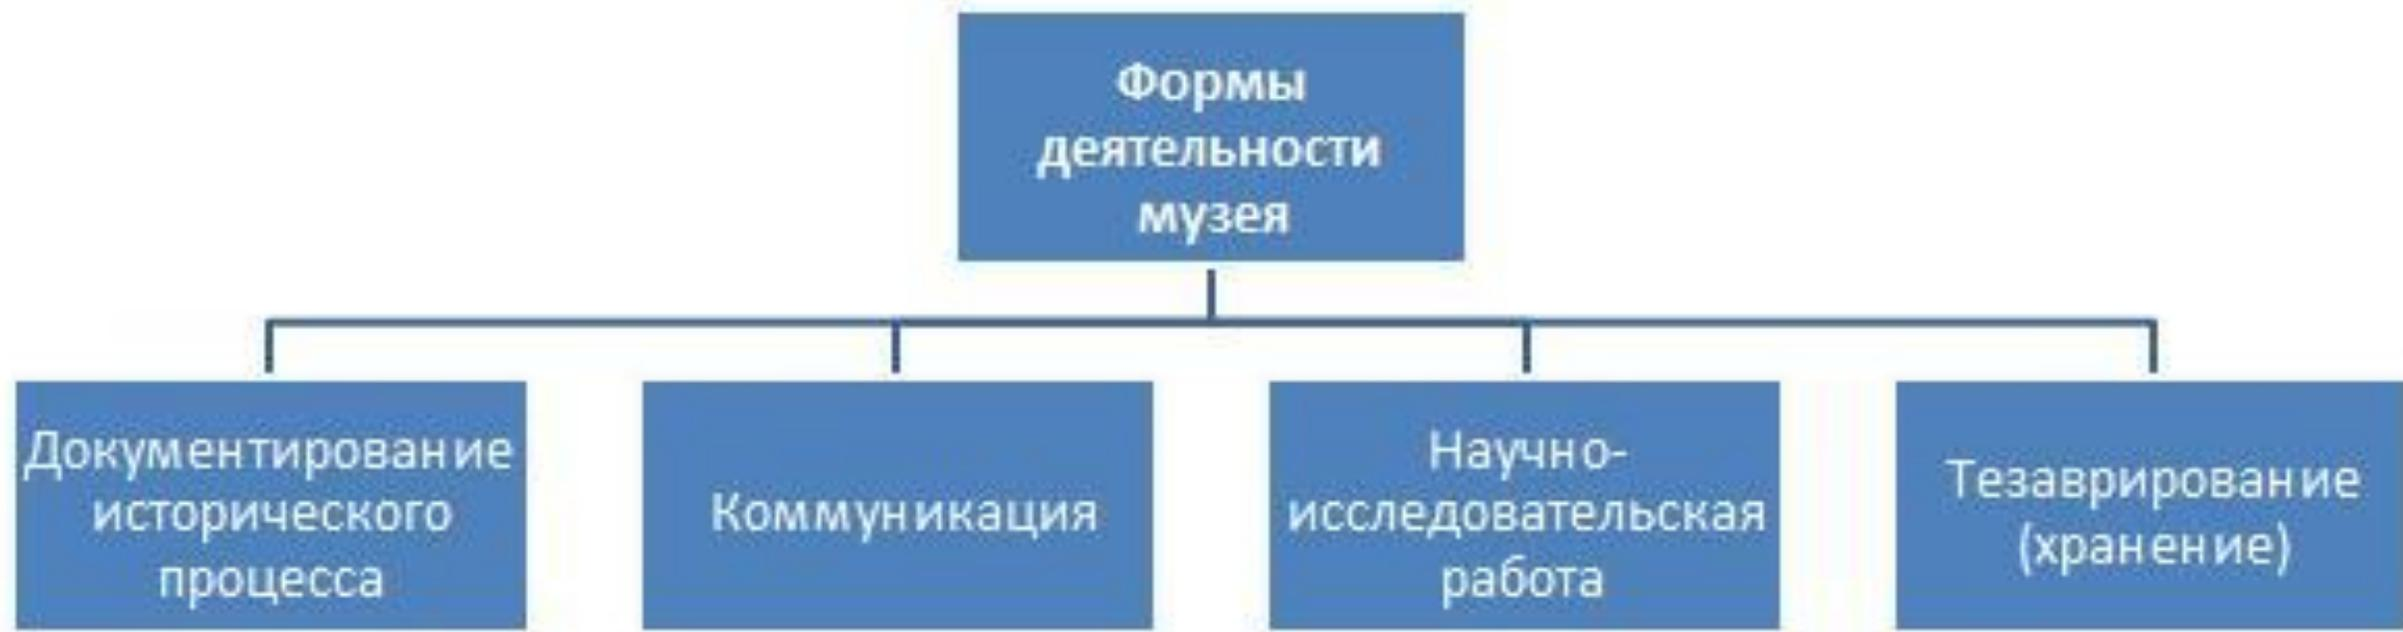 Формы
деятельности
музея
Документирование
исторического
процесса
Коммуникация
Научно-
исследовательская
работа
Тезаврирование
(хранение)